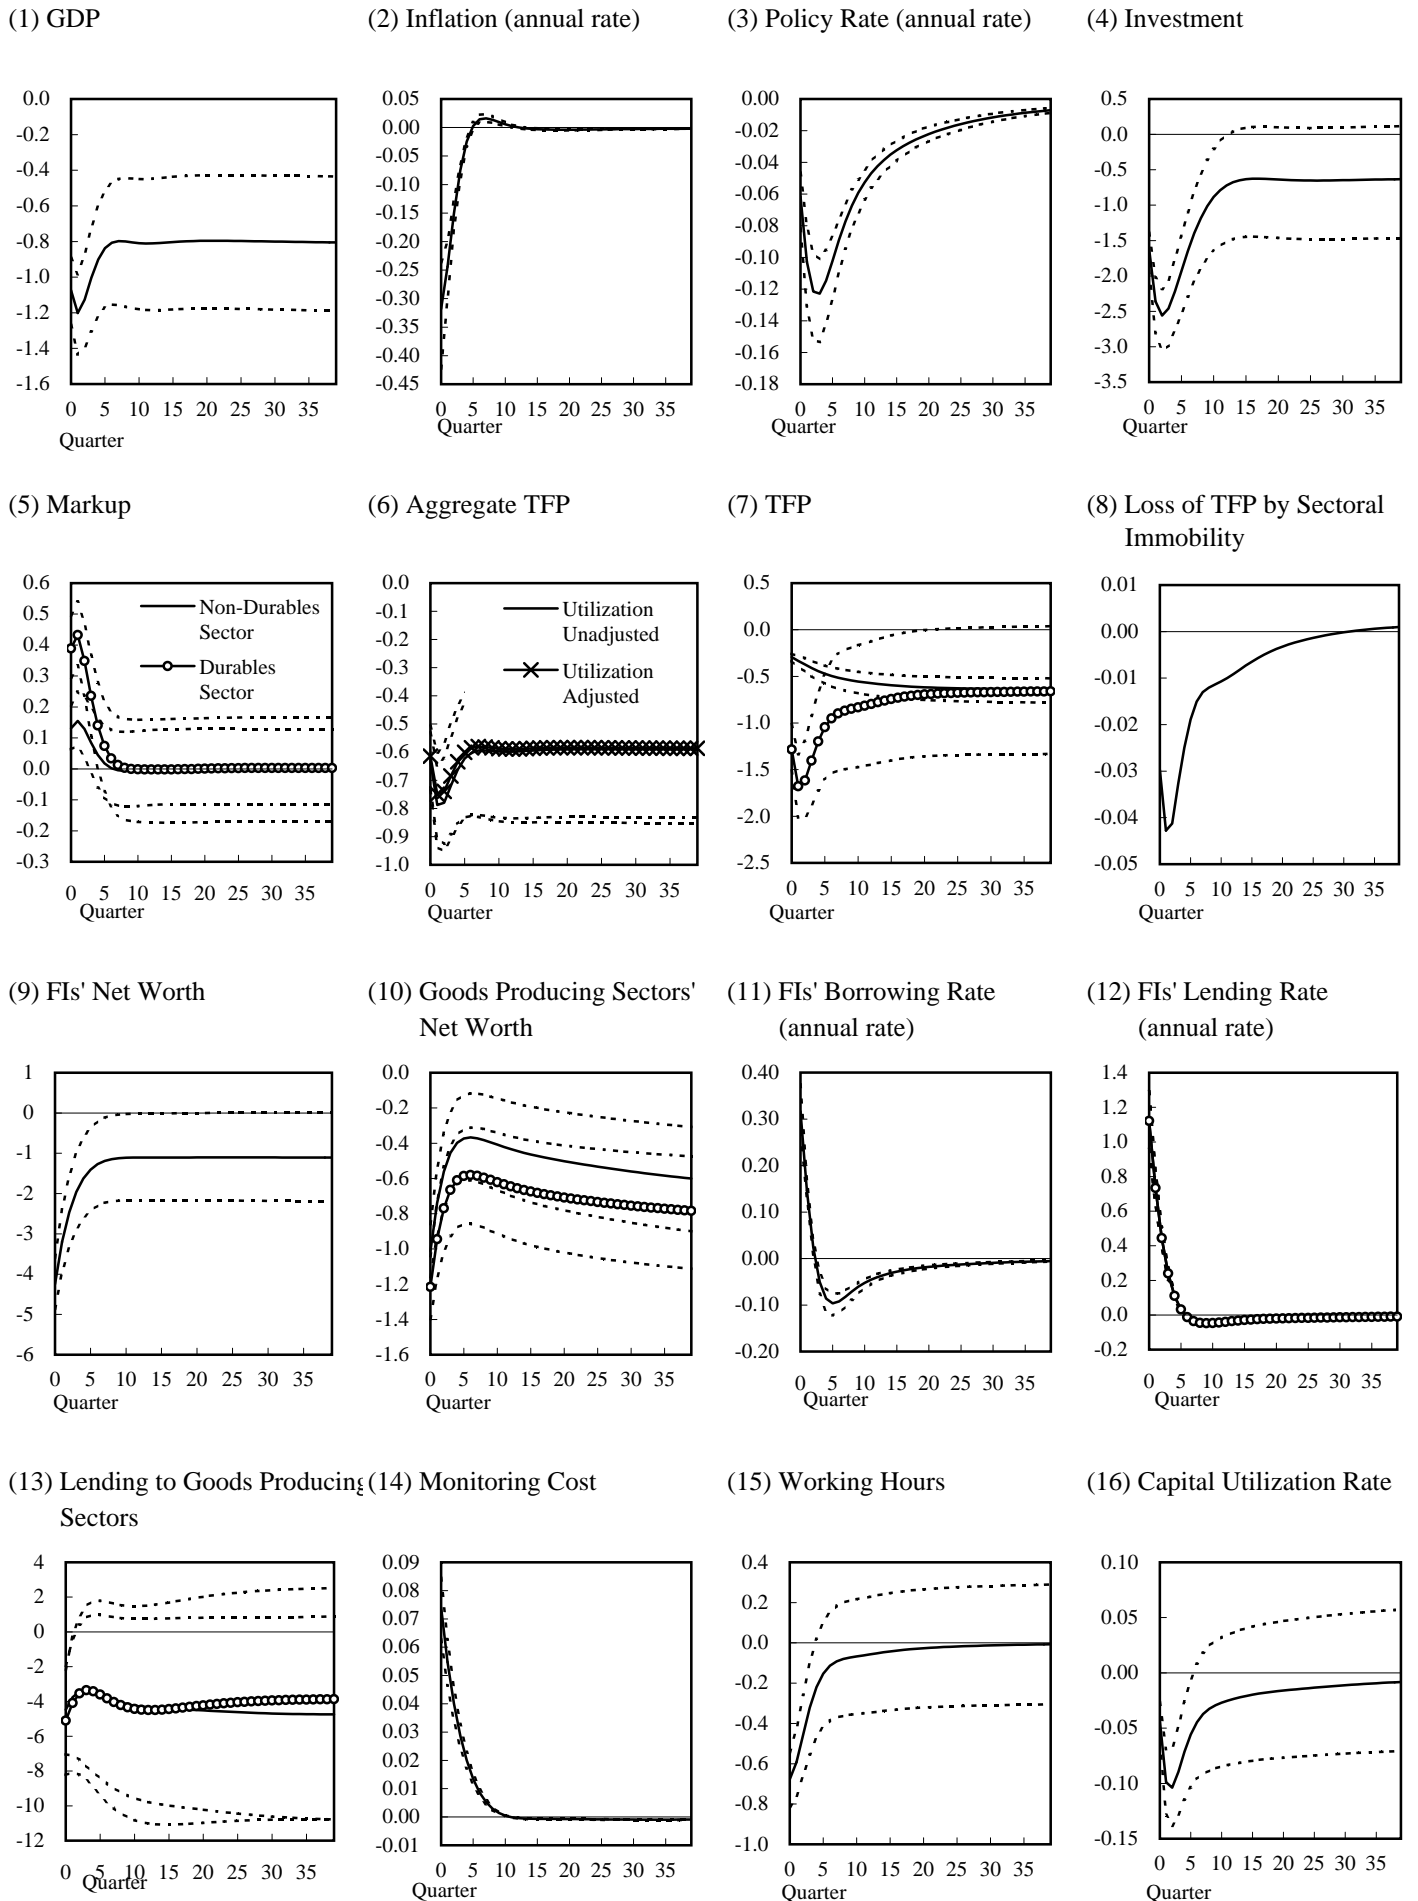 (1) GDP
(2) Inflation (annual rate)
(3) Policy Rate (annual rate)
(4) Investment
0.0
-0.2
-0.4
-0.6
-0.8
-1.0
-1.2
-1.4
-1.6
0 5 10 15 20 25 30 35
Quarter
0.05
0.00
-0.05
-0.10
-0.15
-0.20
-0.25
-0.30
-0.35
-0.40
-0.45
0 5 10 15 20 25 30 35
Quarter
0.00
-0.02
-0.04
-0.06
-0.08
-0.10
-0.12
-0.14
-0.16
-0.18
0 5 10 15 20 25 30 35
Quarter
0.5
0.0
-0.5
-1.0
-1.5
-2.0
-2.5
-3.0
-3.5
0 5 10 15 20 25 30 35
Quarter
(5) Markup
(6) Aggregate TFP
(7) TFP
(8) Loss of TFP by Sectoral
Immobility
0.6
0.5
0.4
0.3
0.2
0.1
0.0
-0.1
-0.2
-0.3
Non-Durables
Sector
Durables
Sector
0 5 10 15 20 25 30 35
Quarter
0.0
-0.1
-0.2
-0.3
-0.4
-0.5
-0.6
-0.7
-0.8
-0.9
-1.0
Utilization
Unadjusted
Utilization
Adjusted
0 5 10 15 20 25 30 35
Quarter
0.5
0.0
-0.5
-1.0
-1.5
-2.0
-2.5
0 5 10 15 20 25 30 35
Quarter
0.01
0.00
-0.01
-0.02
-0.03
-0.04
-0.05
0 5 10 15 20 25 30 35
Quarter
(9) FIs' Net Worth
(10) Goods Producing Sectors'
Net Worth
(11) FIs' Borrowing Rate
(annual rate)
(12) FIs' Lending Rate
(annual rate)
1
0
-1
-2
-3
-4
-5
-6
0 5 10 15 20 25 30 35
Quarter
0.0
-0.2
-0.4
-0.6
-0.8
-1.0
-1.2
-1.4
-1.6
0 5 10 15 20 25 30 35
Quarter
0.40
0.30
0.20
0.10
0.00
-0.10
-0.20
0 5 10 15 20 25 30 35
Quarter
1.4
1.2
1.0
0.8
0.6
0.4
0.2
0.0
-0.2
0 5 10 15 20 25 30 35
Quarter
(13) Lending to Goods Producing
Sectors
(14) Monitoring Cost
(15) Working Hours
(16) Capital Utilization Rate
4
2
0
-2
-4
-6
-8
-10
-12
0 5 10 15 20 25 30 35
Quarter
0.09
0.08
0.07
0.06
0.05
0.04
0.03
0.02
0.01
0.00
-0.01
0 5 10 15 20 25 30 35
Quarter
0.4
0.2
0.0
-0.2
-0.4
-0.6
-0.8
-1.0
0 5 10 15 20 25 30 35
Quarter
0.10
0.05
0.00
-0.05
-0.10
-0.15
0 5 10 15 20 25 30 35
Quarter